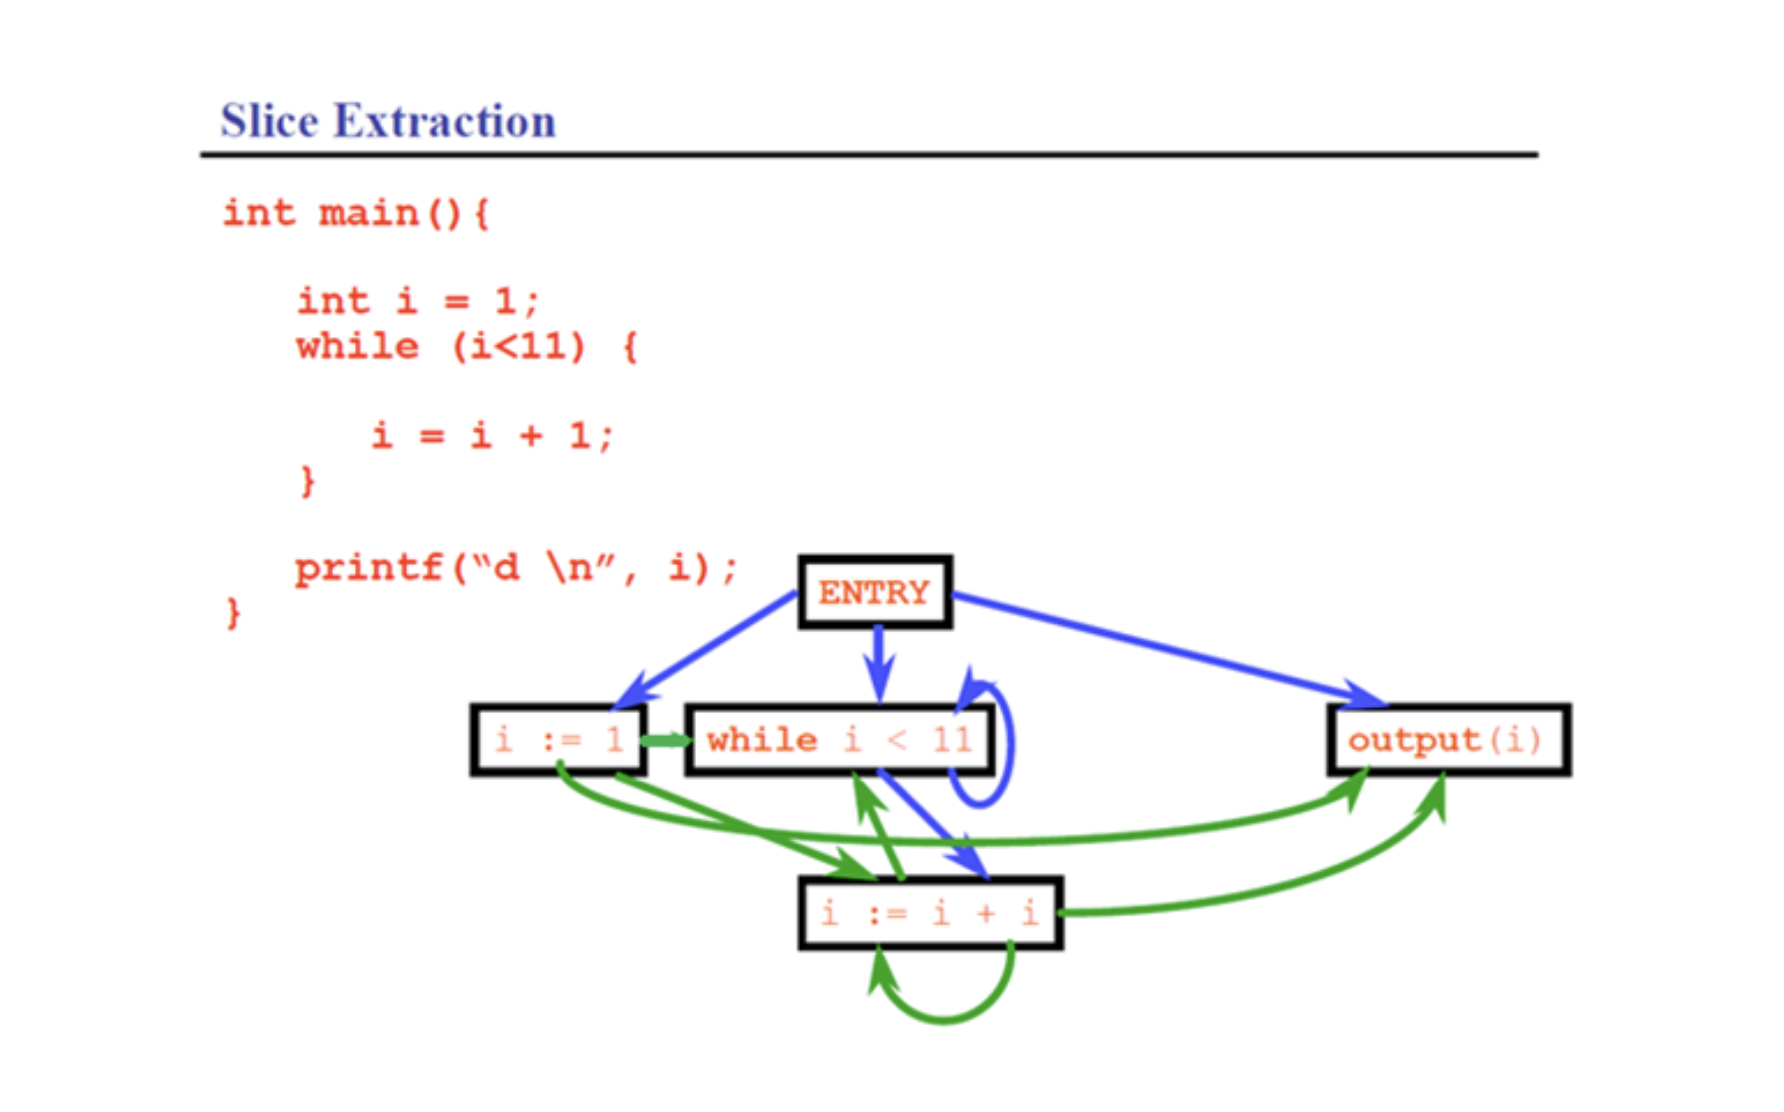 Slice Extraction
int main(){
int i = 1;
while (i<11) {
i = i + 1;
}
printf(“d \n”, i);
}
ENTRY
i := 1
while i < 11
output(i)
i := i + i